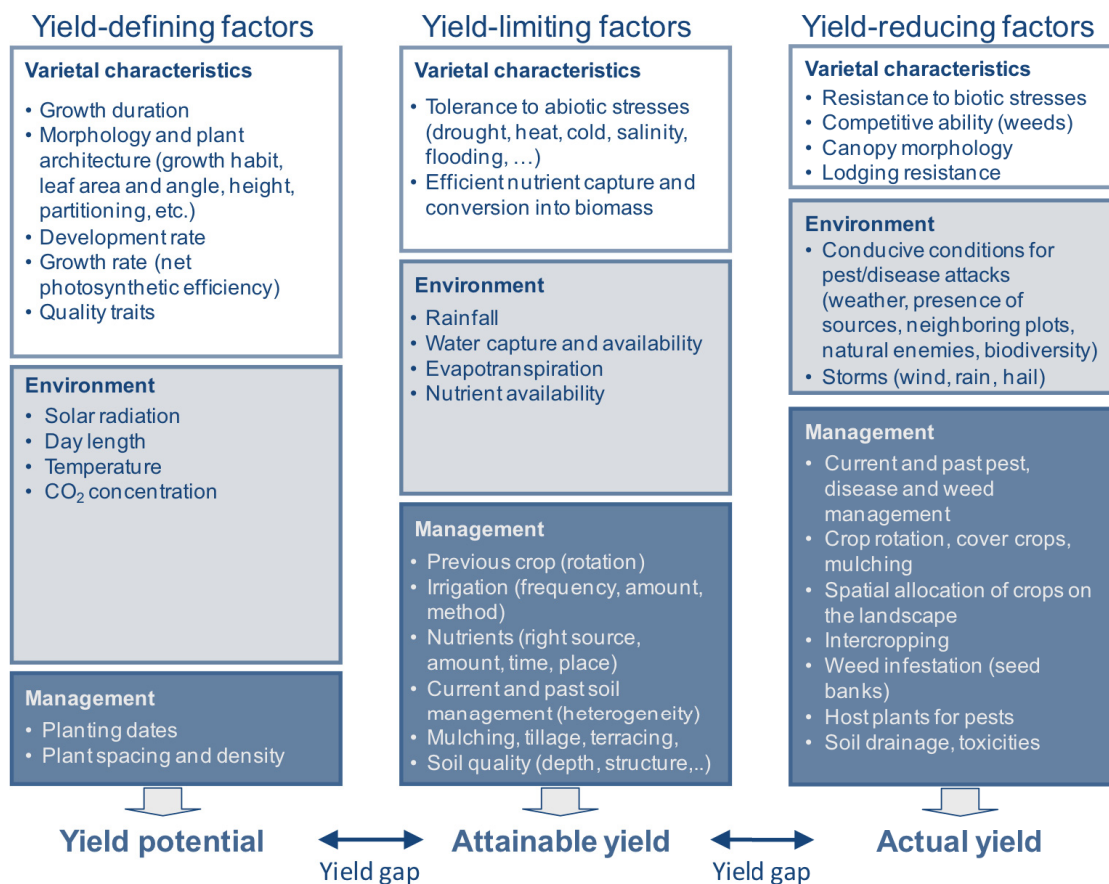 Yield-defining factors
Varietal characteristics
• Growth duration
• Morphology and plant
architecture (growth habit,
leaf area and angle, height,
partitioning, etc.)
• Development rate
• Growth rate (net
photosynthetic efficiency)
• Quality traits
Environment
• Solar radiation
• Day length
• Temperature
• CO₂ concentration
Management
• Planting dates
• Plant spacing and density
Yield potential
Yield-limiting factors
Varietal characteristics
• Tolerance to abiotic stresses
(drought, heat, cold, salinity,
flooding, …)
• Efficient nutrient capture and
conversion into biomass
Environment
• Rainfall
• Water capture and availability
• Evapotranspiration
• Nutrient availability
Management
• Previous crop (rotation)
• Irrigation (frequency, amount,
method)
• Nutrients (right source,
amount, time, place)
• Current and past soil
management (heterogeneity)
• Mulching, tillage, terracing,
• Soil quality (depth, structure,..)
Attainable yield
Yield-reducing factors
Varietal characteristics
• Resistance to biotic stresses
• Competitive ability (weeds)
• Canopy morphology
• Lodging resistance
Environment
• Conducive conditions for
pest/disease attacks
(weather, presence of
sources, neighboring plots,
natural enemies, biodiversity)
• Storms (wind, rain, hail)
Management
• Current and past pest,
disease and weed
management
• Crop rotation, cover crops,
mulching
• Spatial allocation of crops on
the landscape
• Intercropping
• Weed infestation (seed
banks)
• Host plants for pests
• Soil drainage, toxicities
Actual yield
Yield gap
Yield gap